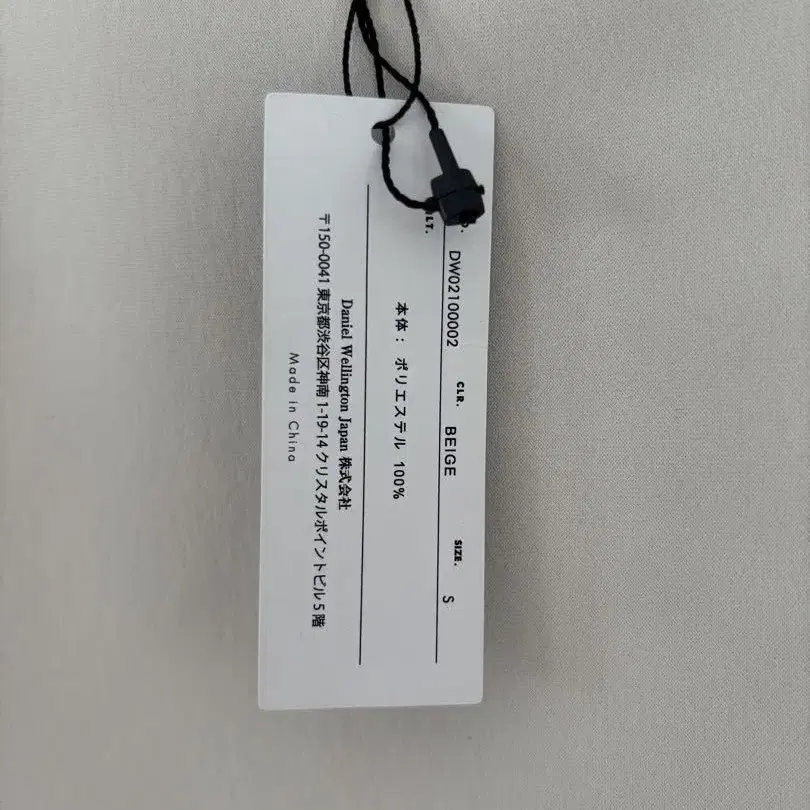 DW02100002 CLR. BEIGE SIZE. S
本体： ポリエステル 100%
Daniel Wellington Japan 株式会社
〒150-0041 東京都渋谷区神南 1-19-14 クリスタルポイントビル 5 階
Made in China